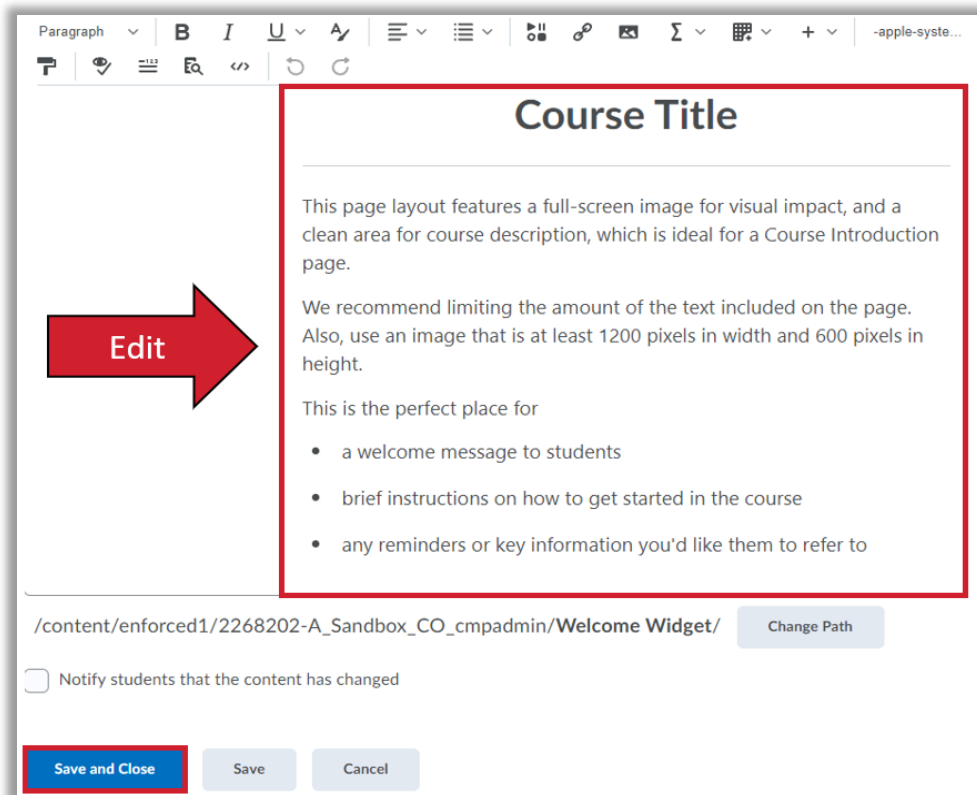 Paragraph
-apple-syste...
Course Title
This page layout features a full-screen image for visual impact, and a
clean area for course description, which is ideal for a Course Introduction
page.
We recommend limiting the amount of the text included on the page.
Also, use an image that is at least 1200 pixels in width and 600 pixels in
height.
Edit
This is the perfect place for
• a welcome message to students
• brief instructions on how to get started in the course
• any reminders or key information you'd like them to refer to
/content/enforced1/2268202-A_Sandbox_CO_cmpadmin/Welcome Widget/ Change Path
Notify students that the content has changed
Save and Close Save Cancel